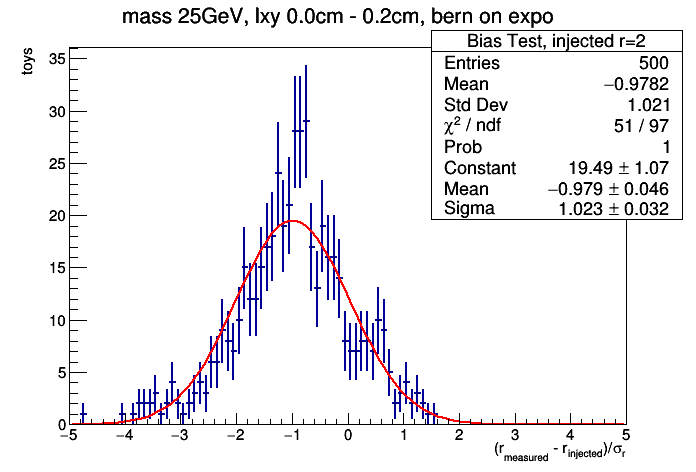 mass 25GeV, lxy 0.0cm - 0.2cm, bern on expo
Bias Test, injected r=2
Entries 500
Mean −0.9782
Std Dev 1.021
χ² / ndf 51 / 97
Prob 1
Constant 19.49 ± 1.07
Mean −0.979 ± 0.046
Sigma 1.023 ± 0.032
toys
35
30
25
20
15
10
5
0
−5 −4 −3 −2 −1 0 1 2 3 4 5
(r_measured - r_injected)/σ_r